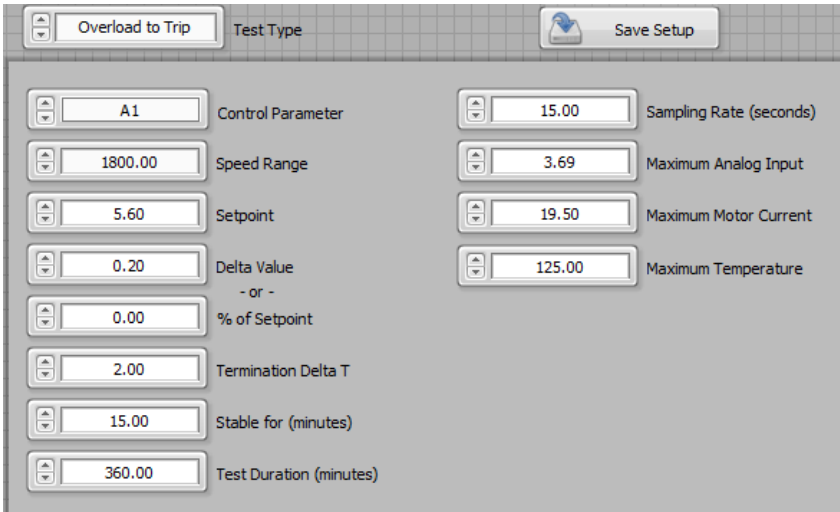 Overload to Trip Test Type Save Setup
A1 Control Parameter 15.00 Sampling Rate (seconds)
1800.00 Speed Range 3.69 Maximum Analog Input
5.60 Setpoint 19.50 Maximum Motor Current
0.20 Delta Value 125.00 Maximum Temperature
- or -
0.00 % of Setpoint
2.00 Termination Delta T
15.00 Stable for (minutes)
360.00 Test Duration (minutes)